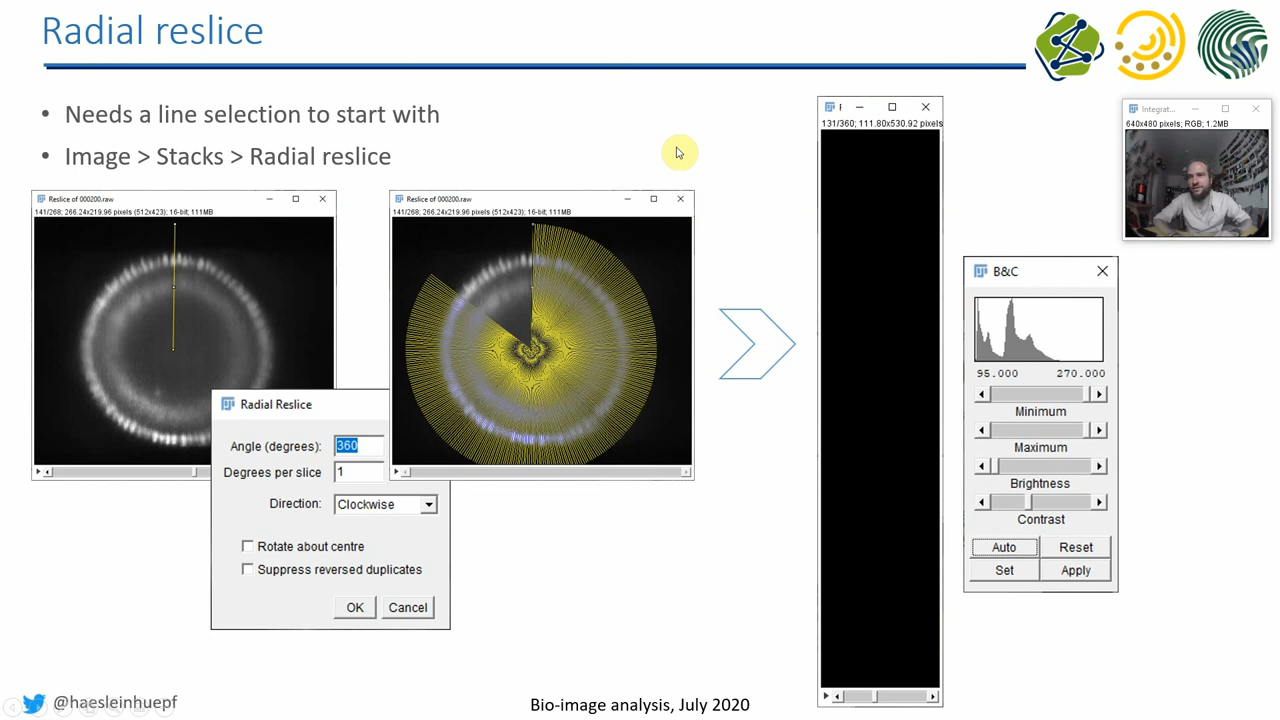 Radial reslice
• Needs a line selection to start with
• Image > Stacks > Radial reslice
Reslice of 000200.raw
141/268; 266.24x219.96 pixels (512x423); 16-bit; 111MB
Reslice of 000200.raw
141/268; 266.24x219.96 pixels (512x423); 16-bit; 111MB
Radial Reslice
Angle (degrees): 360
Degrees per slice 1
Direction: Clockwise
Rotate about centre
Suppress reversed duplicates
OK Cancel
131/360; 111.80x530.92 pixels
B&C
95.000 270.000
Minimum
Maximum
Brightness
Contrast
Auto Reset
Set Apply
Integrat...
640x480 pixels; RGB; 1.2MB
@haesleinhuepf
Bio-image analysis, July 2020